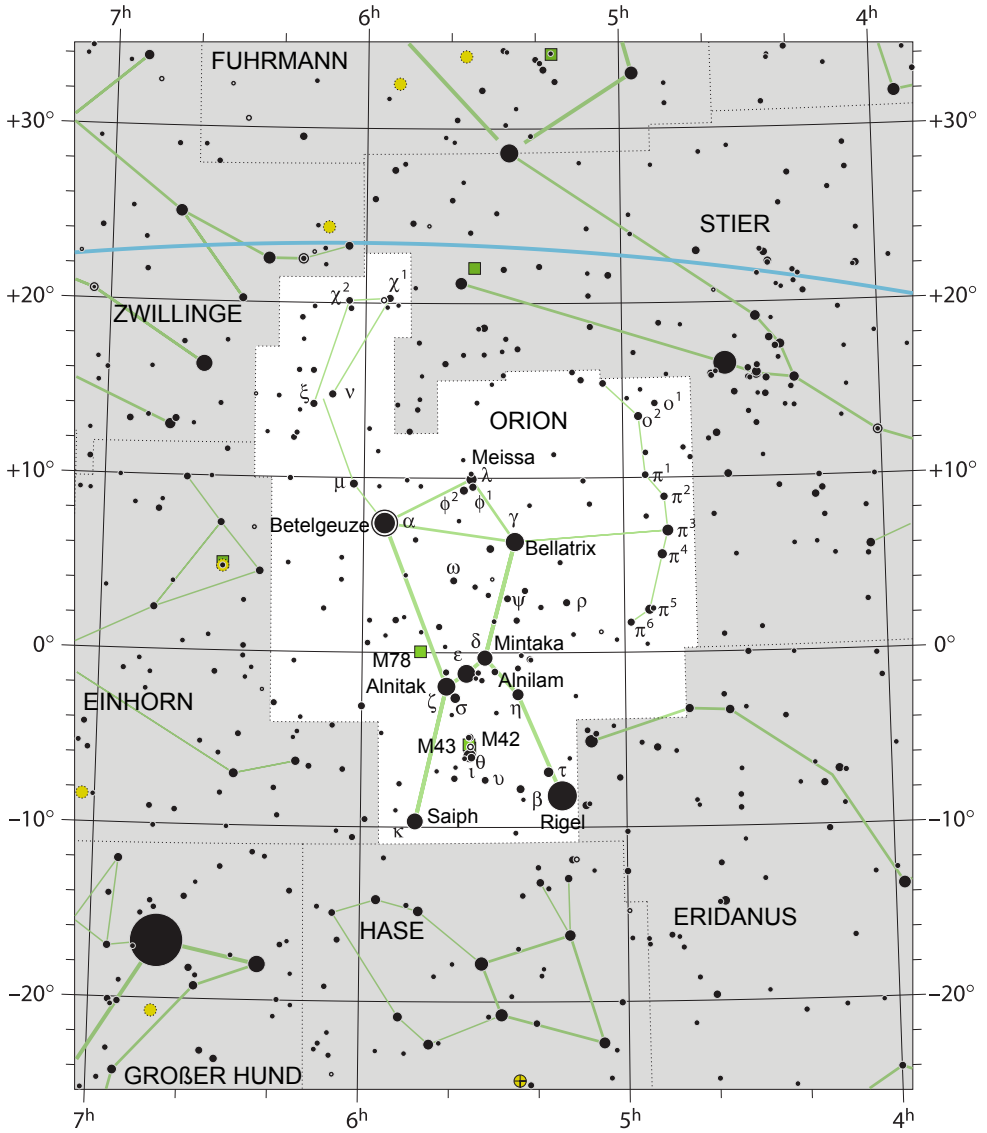 7h 6h 5h 4h
FUHRMANN
+30° +30°
STIER
χ2 χ1
+20° +20°
ZWILLINGE
ξ ν
ο2 ο1
ORION
Meissa
+10° +10°
λ π1
μ ϕ2 ϕ1 π2
Betelgeuze α γ π3
Bellatrix π4
ω
ψ ρ π5
π6
0° 0°
δ Mintaka
M78 ε
Alnitak Alnilam
EINHORN ζ σ η
M43 M42
θ
ι υ τ
β
−10° −10°
κ Saiph Rigel
HASE ERIDANUS
−20° −20°
GROßER HUND
7h 6h 5h 4h